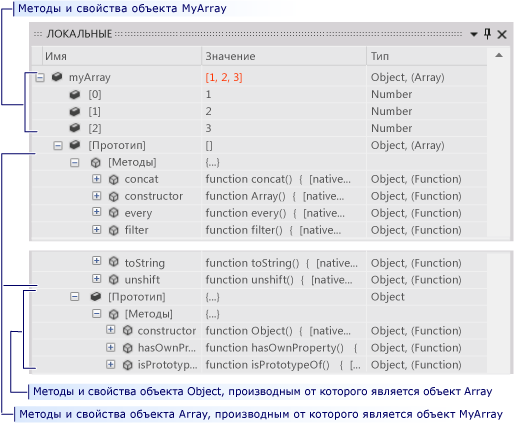 Методы и свойства объекта MyArray
ЛОКАЛЬНЫЕ
Имя Значение Тип
myArray [1, 2, 3] Object, (Array)
[0] 1 Number
[1] 2 Number
[2] 3 Number
[Прототип] [] Object, (Array)
[Методы] {...}
concat function concat() { [native... Object, (Function)
constructor function Array() { [native... Object, (Function)
every function every() { [native... Object, (Function)
filter function filter() { [native... Object, (Function)
toString function toString() { [native... Object, (Function)
unshift function unshift() { [native... Object, (Function)
[Прототип] {...} Object
[Методы] {...}
constructor function Object() { [native... Object, (Function)
hasOwnPr... function hasOwnProperty() { Object, (Function)
isPrototyp... function isPrototypeOf() { [... Object, (Function)
Методы и свойства объекта Object, производным от которого является объект Array
Методы и свойства объекта Array, производным от которого является объект MyArray